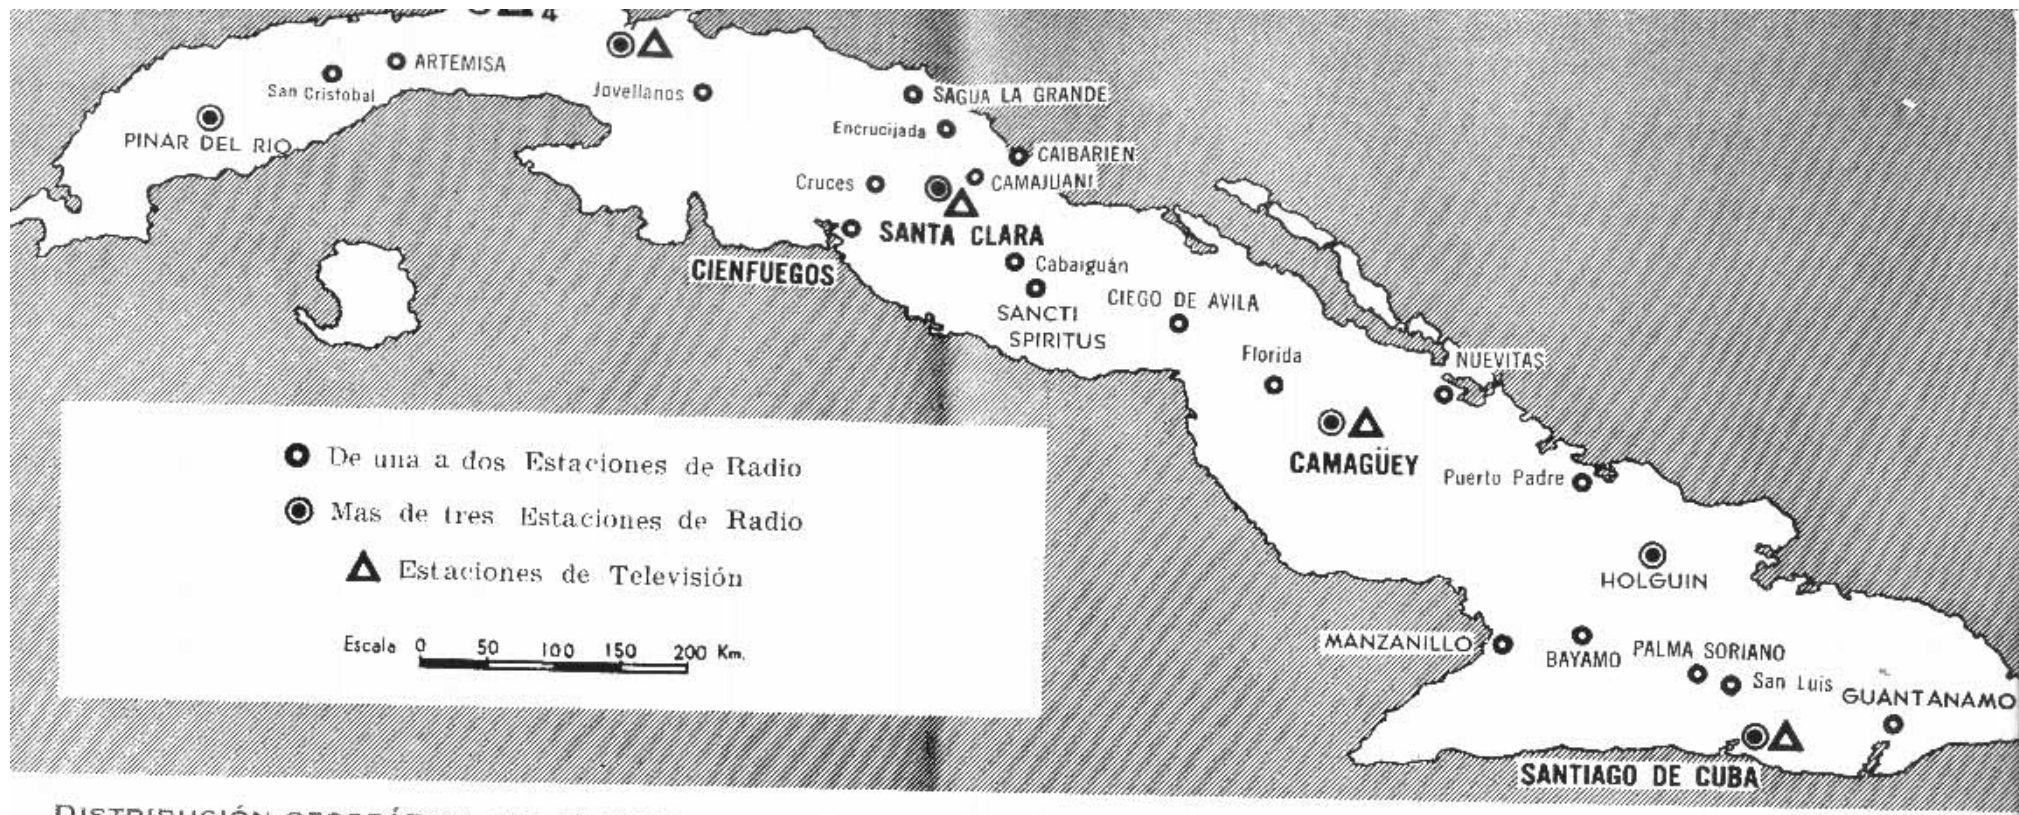 4
ARTEMISA
San Cristobal
PINAR DEL RIO
Jovellanos
SAGUA LA GRANDE
Encrucijada
CAIBARIEN
Cruces
CAMAJUANI
SANTA CLARA
CIENFUEGOS
Cabaiguán
SANCTI
SPIRITUS
CIEGO DE AVILA
Florida
NUEVITAS
CAMAGÜEY
Puerto Padre
HOLGUIN
MANZANILLO
BAYAMO
PALMA SORIANO
San Luis
GUANTANAMO
SANTIAGO DE CUBA
De una a dos Estaciones de Radio
Mas de tres Estaciones de Radio
Estaciones de Televisión
Escala 0 50 100 150 200 Km.
DISTRIBUCIÓN